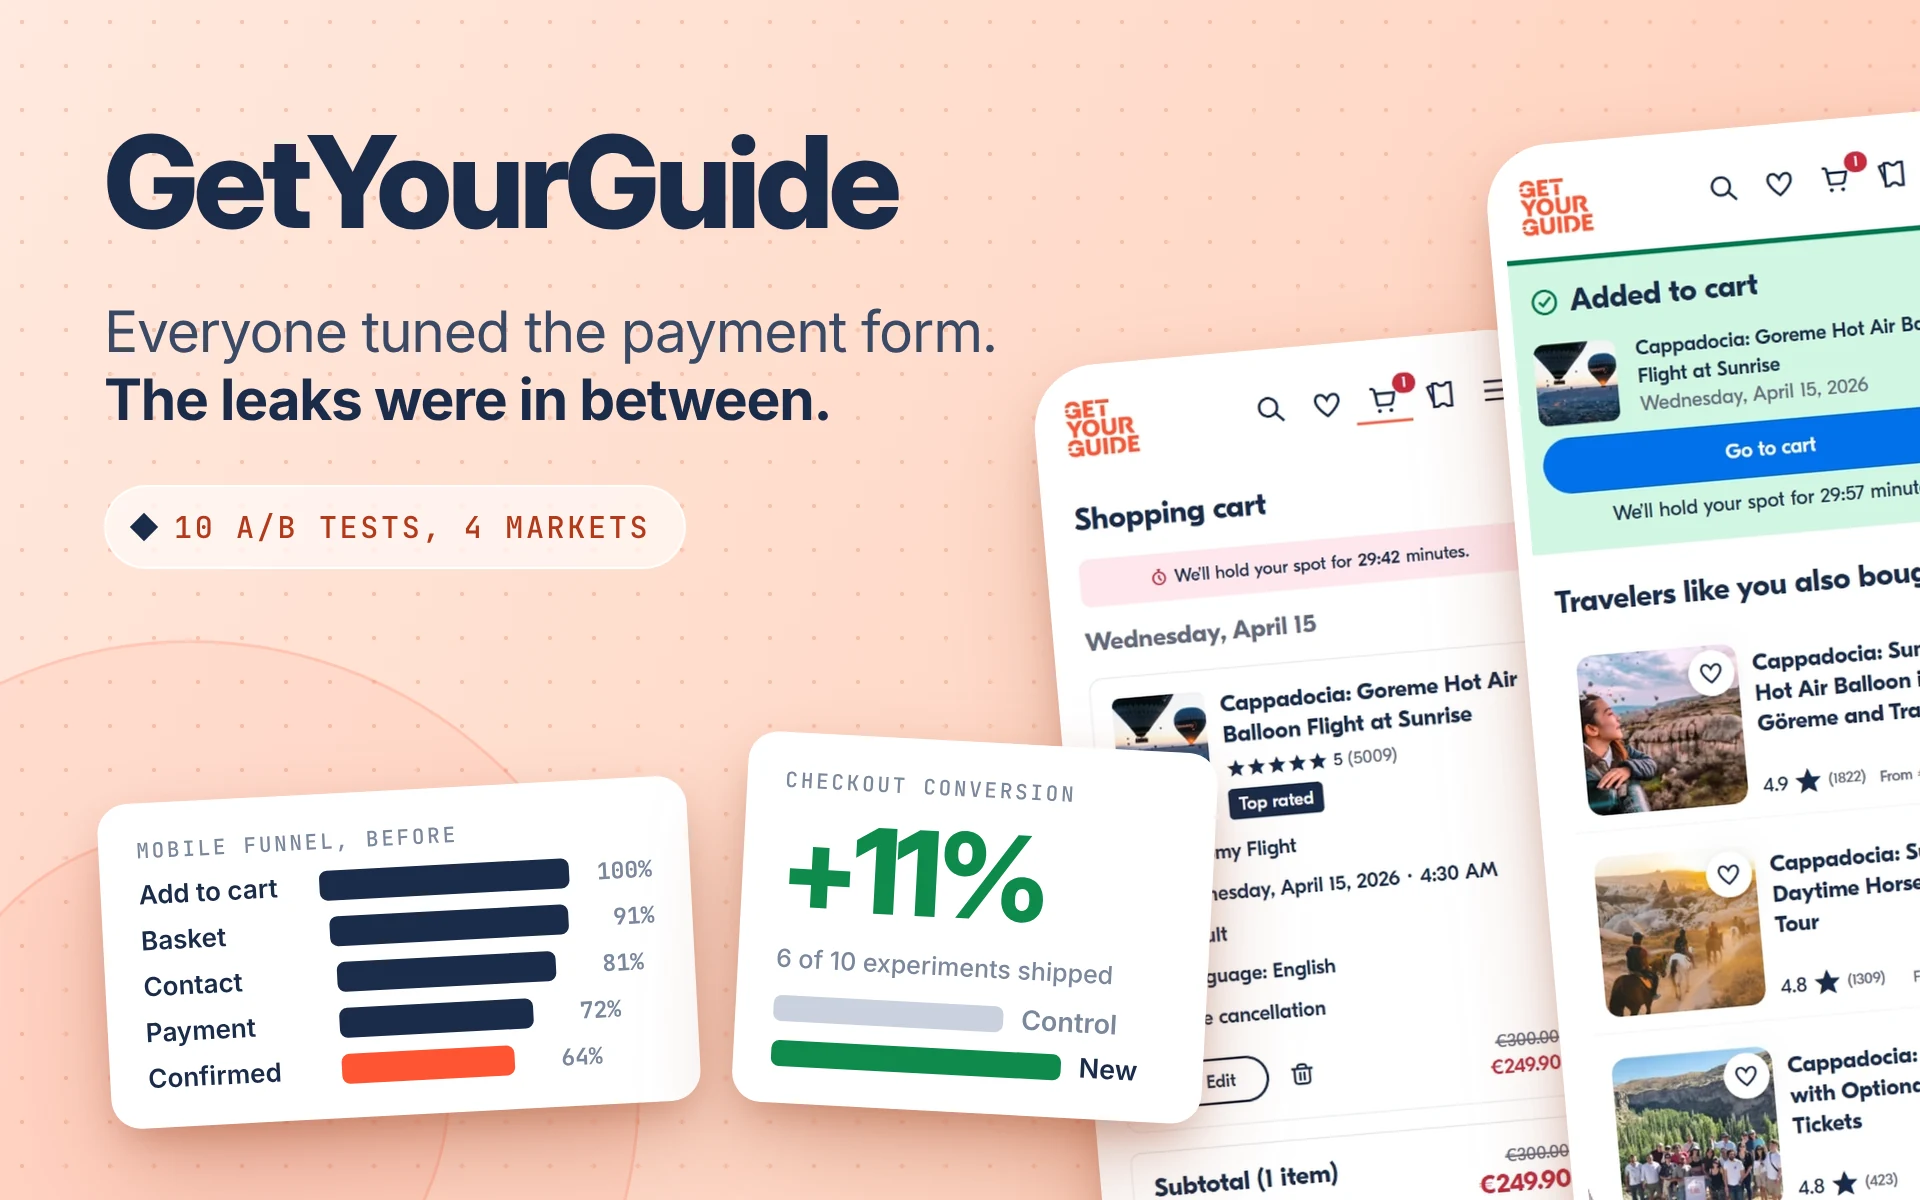 GetYourGuide
Everyone tuned the payment form.
The leaks were in between.
10 A/B TESTS, 4 MARKETS
MOBILE FUNNEL, BEFORE
Add to cart 100%
Basket 91%
Contact 81%
Payment 72%
Confirmed 64%
CHECKOUT CONVERSION
+11%
6 of 10 experiments shipped
Control
New
GET
YOUR
GUIDE
1
Shopping cart
We'll hold your spot for 29:42 minutes.
Wednesday, April 15
Cappadocia: Goreme Hot Air
Balloon Flight at Sunrise
5 (5009)
Top rated
my Flight
esday, April 15, 2026 · 4:30 AM
ult
guage: English
e cancellation
€300.00
€249.90
Edit
€300.00
Subtotal (1 item) €249.90
GET
YOUR
GUIDE
1
Added to cart
Cappadocia: Goreme Hot Air Ba
Flight at Sunrise
Wednesday, April 15, 2026
Go to cart
We'll hold your spot for 29:57 minut
Travelers like you also boug
Cappadocia: Sun
Hot Air Balloon i
Göreme and Tra
4.9 (1822) From
Cappadocia: S
Daytime Horse
Tour
4.8 (1309) F
Cappadocia:
with Optiona
Tickets
4.8 (423)